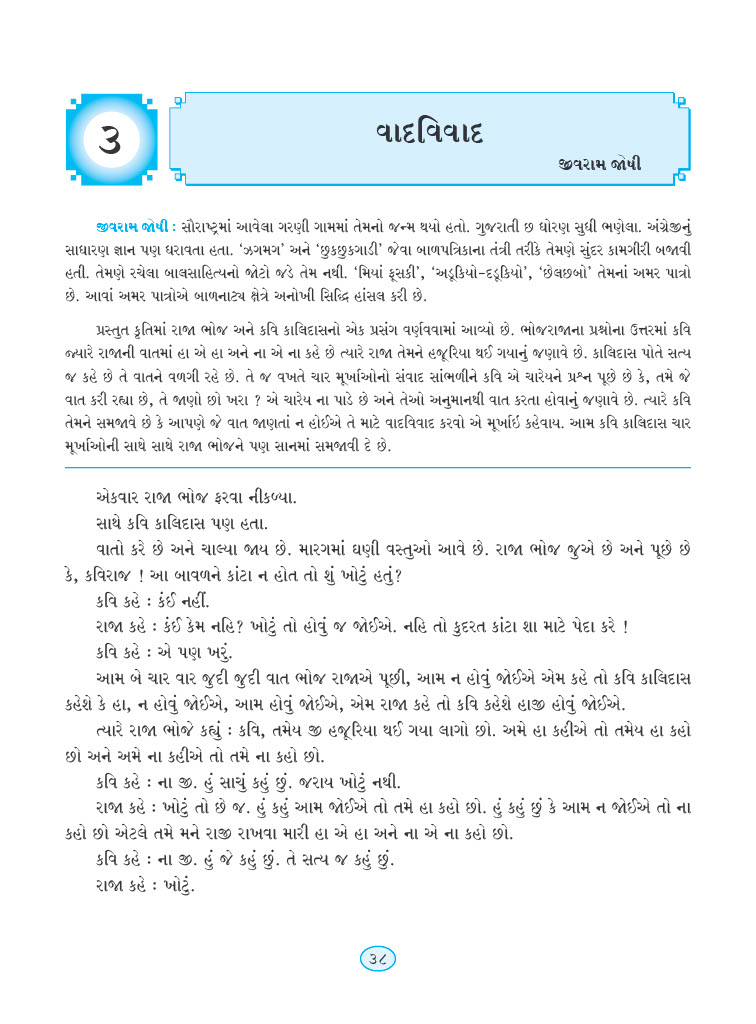 ૩
વાદવિવાદ
જીવરામ જોષી
જીવરામ જોષી : સૌરાષ્ટ્રમાં આવેલા ગરણી ગામમાં તેમનો જન્મ થયો હતો. ગુજરાતી છ ધોરણ સુધી ભણેલા. અંગ્રેજીનું
સાધારણ જ્ઞાન પણ ધરાવતા હતા. ‘ઝગમગ’ અને ‘છુકછુકગાડી’ જેવા બાળપત્રિકાના તંત્રી તરીકે તેમણે સુંદર કામગીરી બજાવી
હતી. તેમણે રચેલા બાલસાહિત્યનો જોટો જડે તેમ નથી. ‘મિયાં ફૂસકી’, ‘અડૂકિયો-દડૂકિયો’, ‘છેલછબો’ તેમનાં અમર પાત્રો
છે. આવાં અમર પાત્રોએ બાળનાટ્ય ક્ષેત્રે અનોખી સિદ્ધિ હાંસલ કરી છે.
પ્રસ્તુત કૃતિમાં રાજા ભોજ અને કવિ કાલિદાસનો એક પ્રસંગ વર્ણવવામાં આવ્યો છે. ભોજરાજાના પ્રશ્નોના ઉત્તરમાં કવિ
જ્યારે રાજાની વાતમાં હા એ હા અને ના એ ના કહે છે ત્યારે રાજા તેમને હજૂરિયા થઈ ગયાનું જણાવે છે. કાલિદાસ પોતે સત્ય
જ કહે છે તે વાતને વળગી રહે છે. તે જ વખતે ચાર મૂર્ખાઓનો સંવાદ સાંભળીને કવિ એ ચારેયને પ્રશ્ન પૂછે છે કે, તમે જે
વાત કરી રહ્યા છે, તે જાણો છો ખરા ? એ ચારેય ના પાડે છે અને તેઓ અનુમાનથી વાત કરતા હોવાનું જણાવે છે. ત્યારે કવિ
તેમને સમજાવે છે કે આપણે જે વાત જાણતાં ન હોઈએ તે માટે વાદવિવાદ કરવો એ મૂર્ખાઇ કહેવાય. આમ કવિ કાલિદાસ ચાર
મૂર્ખાઓની સાથે સાથે રાજા ભોજને પણ સાનમાં સમજાવી દે છે.
એકવાર રાજા ભોજ ફરવા નીકળ્યા.
સાથે કવિ કાલિદાસ પણ હતા.
વાતો કરે છે અને ચાલ્યા જાય છે. મારગમાં ઘણી વસ્તુઓ આવે છે. રાજા ભોજ જુએ છે અને પૂછે છે
કે, કવિરાજ ! આ બાવળને કાંટા ન હોત તો શું ખોટું હતું?
કવિ કહે : કંઈ નહીં.
રાજા કહે : કંઈ કેમ નહિ? ખોટું તો હોવું જ જોઈએ. નહિ તો કુદરત કાંટા શા માટે પેદા કરે !
કવિ કહે : એ પણ ખરું.
આમ બે ચાર વાર જુદી જુદી વાત ભોજ રાજાએ પૂછી, આમ ન હોવું જોઈએ એમ કહે તો કવિ કાલિદાસ
કહેશે કે હા, ન હોવું જોઈએ, આમ હોવું જોઈએ, એમ રાજા કહે તો કવિ કહેશે હાજી હોવું જોઈએ.
ત્યારે રાજા ભોજે કહ્યું : કવિ, તમેય જી હજૂરિયા થઈ ગયા લાગો છો. અમે હા કહીએ તો તમેય હા કહો
છો અને અમે ના કહીએ તો તમે ના કહો છો.
કવિ કહે : ના જી. હું સાચું કહું છું. જરાય ખોટું નથી.
રાજા કહે : ખોટું તો છે જ. હું કહું આમ જોઈએ તો તમે હા કહો છો. હું કહું છું કે આમ ન જોઈએ તો ના
કહો છો એટલે તમે મને રાજી રાખવા મારી હા એ હા અને ના એ ના કહો છો.
કવિ કહે : ના જી. હું જે કહું છું. તે સત્ય જ કહું છું.
રાજા કહે : ખોટું.
૩૮